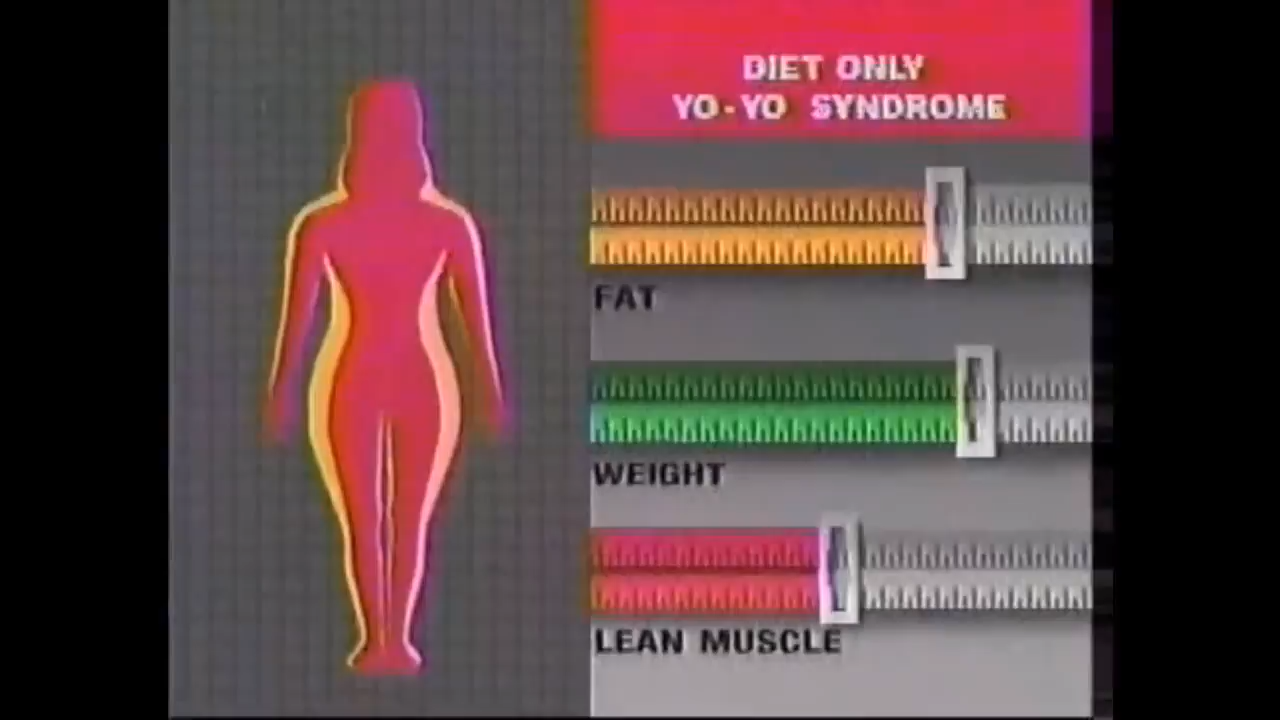 DIET ONLY
YO-YO SYNDROME
FAT
WEIGHT
LEAN MUSCLE